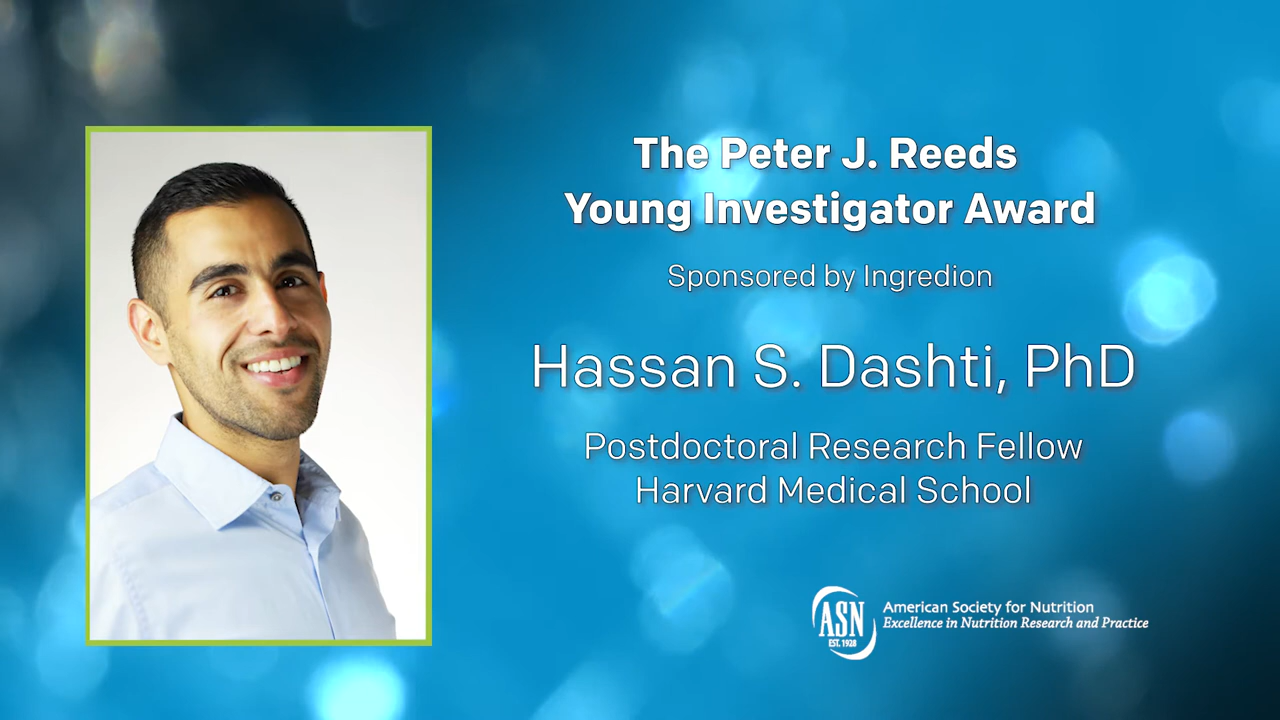 The Peter J. Reeds
Young Investigator Award
Sponsored by Ingredion
Hassan S. Dashti, PhD
Postdoctoral Research Fellow
Harvard Medical School
ASN
EST. 1928
American Society for Nutrition
Excellence in Nutrition Research and Practice